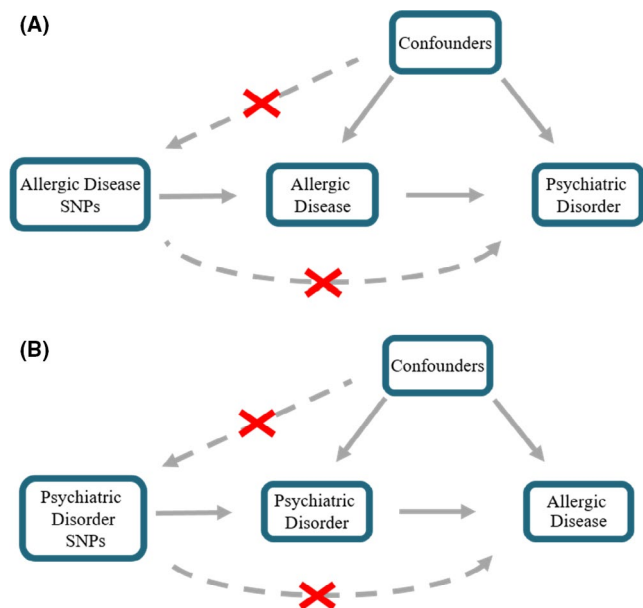 (A)
Confounders
Allergic Disease
SNPs
Allergic
Disease
Psychiatric
Disorder
(B)
Confounders
Psychiatric
Disorder
SNPs
Psychiatric
Disorder
Allergic
Disease